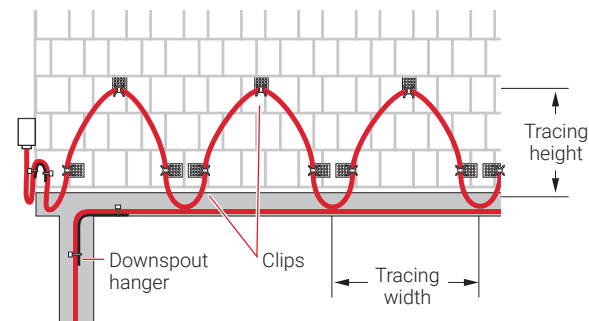 Tracing
height
Downspout
hanger
Clips
Tracing
width